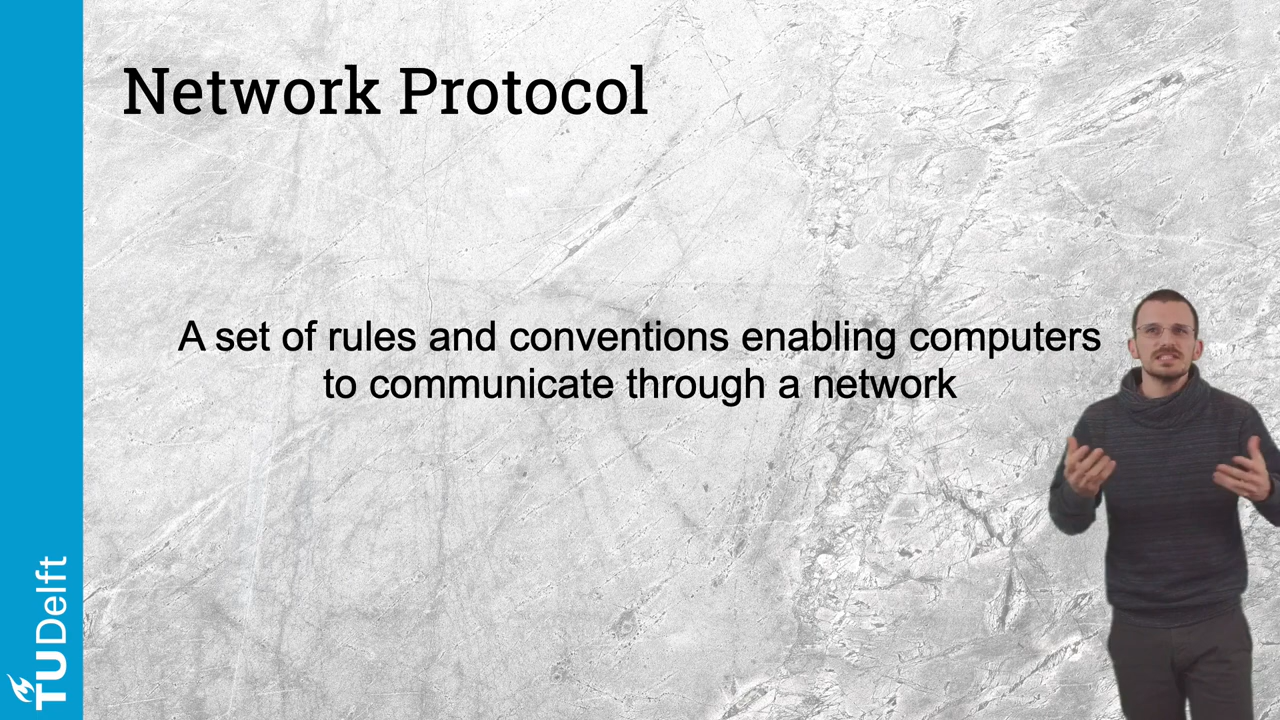 Network Protocol
A set of rules and conventions enabling computers
to communicate through a network
TUDelft